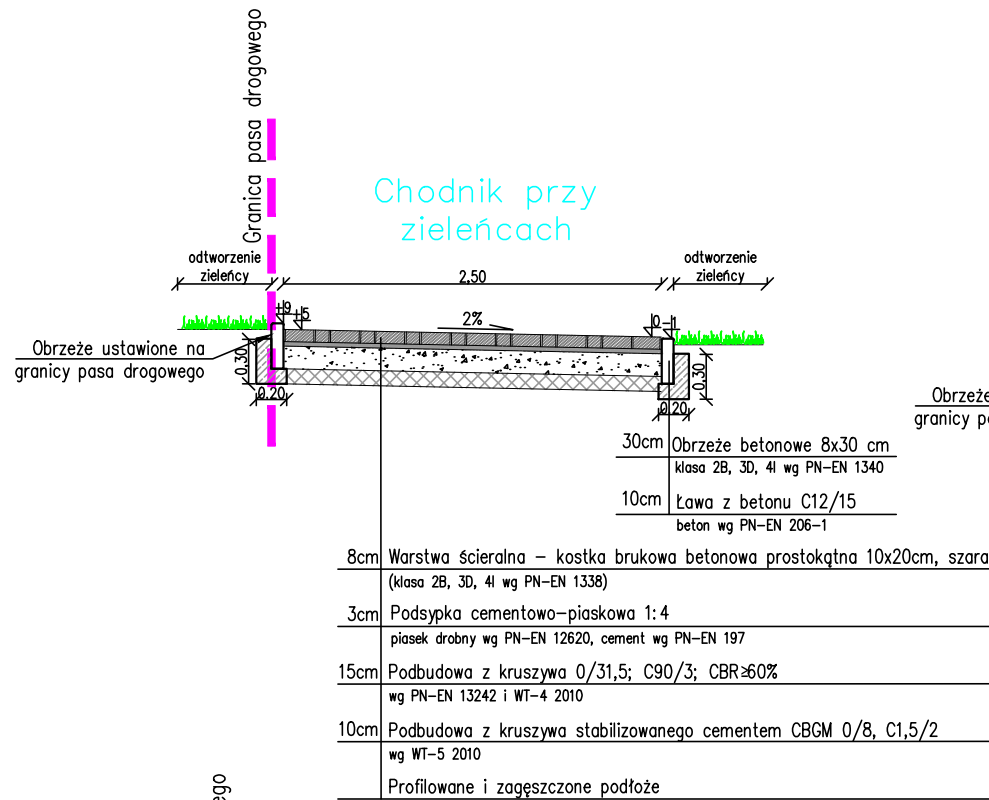 Granica pasa drogowego
Chodnik przy
zieleńcach
odtworzenie
zieleńcy
2.50
odtworzenie
zieleńcy
+9
+5
2%
0
-1
Obrzeże ustawione na
granicy pasa drogowego
0.30
0.20
0.30
0.20
Obrzeże
granicy pa
30cm Obrzeże betonowe 8x30 cm
klasa 2B, 3D, 4I wg PN-EN 1340
10cm Ława z betonu C12/15
beton wg PN-EN 206-1
8cm Warstwa ścieralna – kostka brukowa betonowa prostokątna 10x20cm, szara
(klasa 2B, 3D, 4I wg PN-EN 1338)
3cm Podsypka cementowo-piaskowa 1:4
piasek drobny wg PN-EN 12620, cement wg PN-EN 197
15cm Podbudowa z kruszywa 0/31,5; C90/3; CBR≥60%
wg PN-EN 13242 i WT-4 2010
10cm Podbudowa z kruszywa stabilizowanego cementem CBGM 0/8, C1,5/2
wg WT-5 2010
Profilowane i zagęszczone podłoże
ego